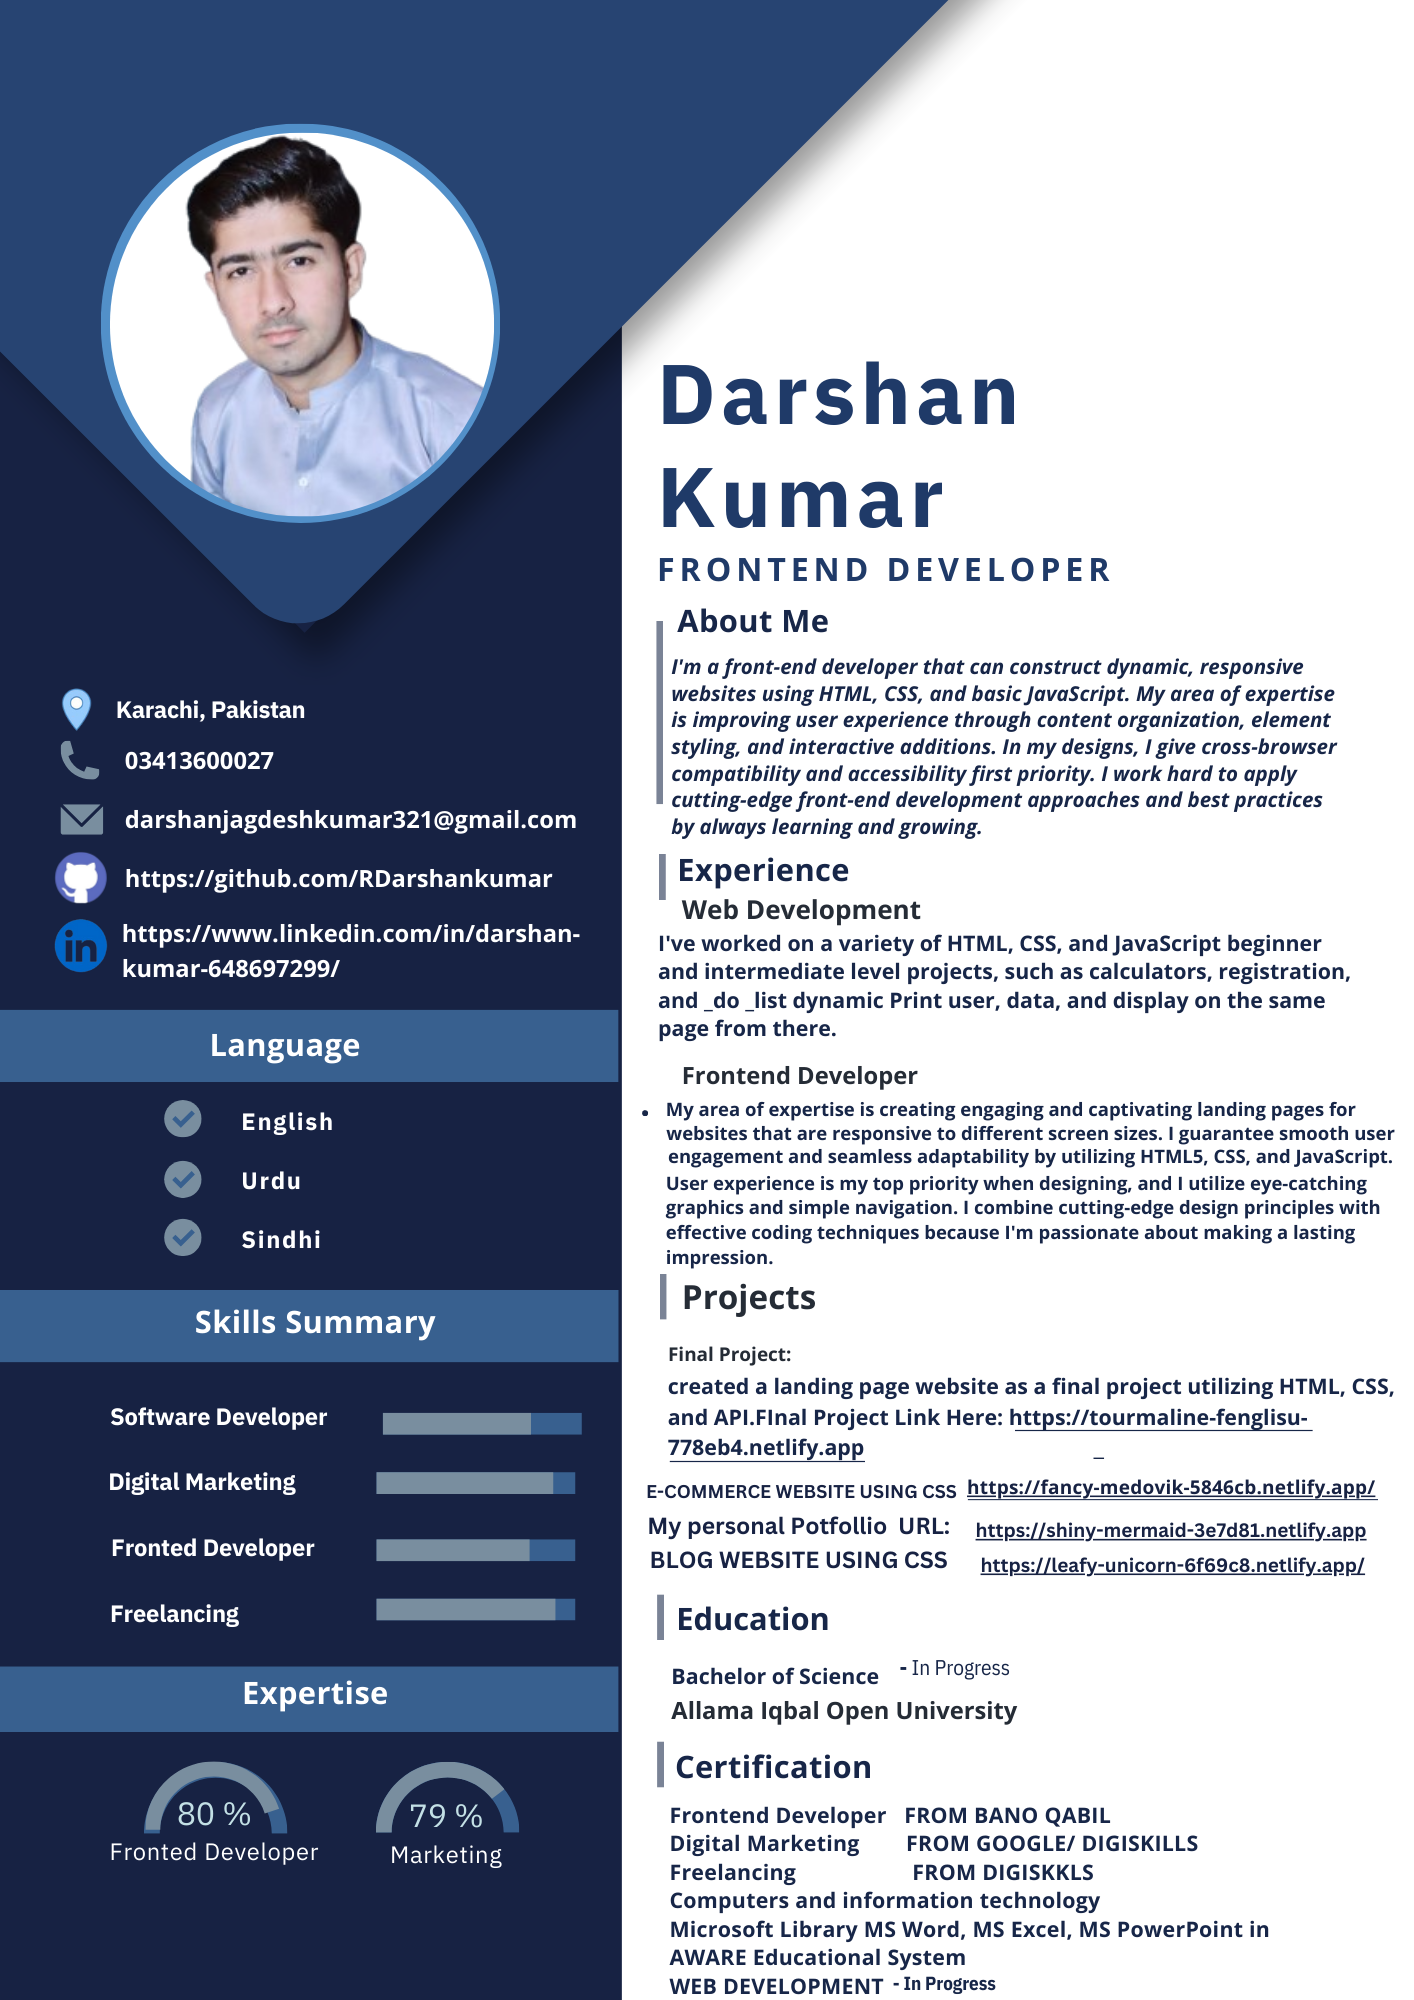 Darshan
Kumar
FRONTEND DEVELOPER
About Me
I'm a front-end developer that can construct dynamic, responsive
websites using HTML, CSS, and basic JavaScript. My area of expertise
is improving user experience through content organization, element
styling, and interactive additions. In my designs, I give cross-browser
compatibility and accessibility first priority. I work hard to apply
cutting-edge front-end development approaches and best practices
by always learning and growing.
Experience
Web Development
I've worked on a variety of HTML, CSS, and JavaScript beginner
and intermediate level projects, such as calculators, registration,
and _do _list dynamic Print user, data, and display on the same
page from there.
Frontend Developer
• My area of expertise is creating engaging and captivating landing pages for
websites that are responsive to different screen sizes. I guarantee smooth user
engagement and seamless adaptability by utilizing HTML5, CSS, and JavaScript.
User experience is my top priority when designing, and I utilize eye-catching
graphics and simple navigation. I combine cutting-edge design principles with
effective coding techniques because I'm passionate about making a lasting
impression.
Projects
Final Project:
created a landing page website as a final project utilizing HTML, CSS,
and API.FInal Project Link Here: https://tourmaline-fenglisu-
778eb4.netlify.app
_
E-COMMERCE WEBSITE USING CSS https://fancy-medovik-5846cb.netlify.app/
My personal Potfollio URL: https://shiny-mermaid-3e7d81.netlify.app
BLOG WEBSITE USING CSS https://leafy-unicorn-6f69c8.netlify.app/
Education
Bachelor of Science - In Progress
Allama Iqbal Open University
Certification
Frontend Developer FROM BANO QABIL
Digital Marketing FROM GOOGLE/ DIGISKILLS
Freelancing FROM DIGISKKLS
Computers and information technology
Microsoft Library MS Word, MS Excel, MS PowerPoint in
AWARE Educational System
WEB DEVELOPMENT - In Progress
Karachi, Pakistan
03413600027
darshanjagdeshkumar321@gmail.com
https://github.com/RDarshankumar
in
https://www.linkedin.com/in/darshan-
kumar-648697299/
Language
English
Urdu
Sindhi
Skills Summary
Software Developer
Digital Marketing
Fronted Developer
Freelancing
Expertise
80 %
Fronted Developer
79 %
Marketing